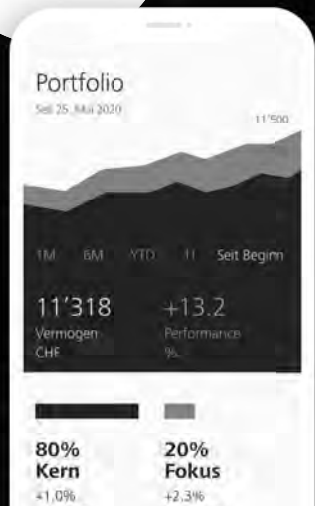 Portfolio
Seit 25. Mai 2020
11'500
1M 6M YTD 1J Seit Beginn
11'318 +13.2
Vermögen Performance
CHF %
80% 20%
Kern Fokus
+1.0% +2.3%